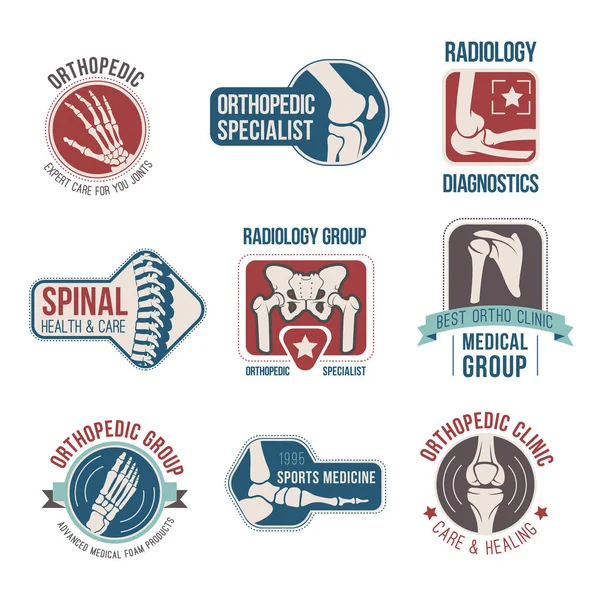 ORTHOPEDIC
EXPERT CARE FOR YOU JOINTS
ORTHOPEDIC
SPECIALIST
RADIOLOGY
DIAGNOSTICS
SPINAL
HEALTH & CARE
RADIOLOGY GROUP
ORTHOPEDIC SPECIALIST
BEST ORTHO CLINIC
MEDICAL
GROUP
ORTHOPEDIC GROUP
ADVANCED MEDICAL FOAM PRODUCTS
1995
SPORTS MEDICINE
ORTHOPEDIC CLINIC
CARE & HEALING